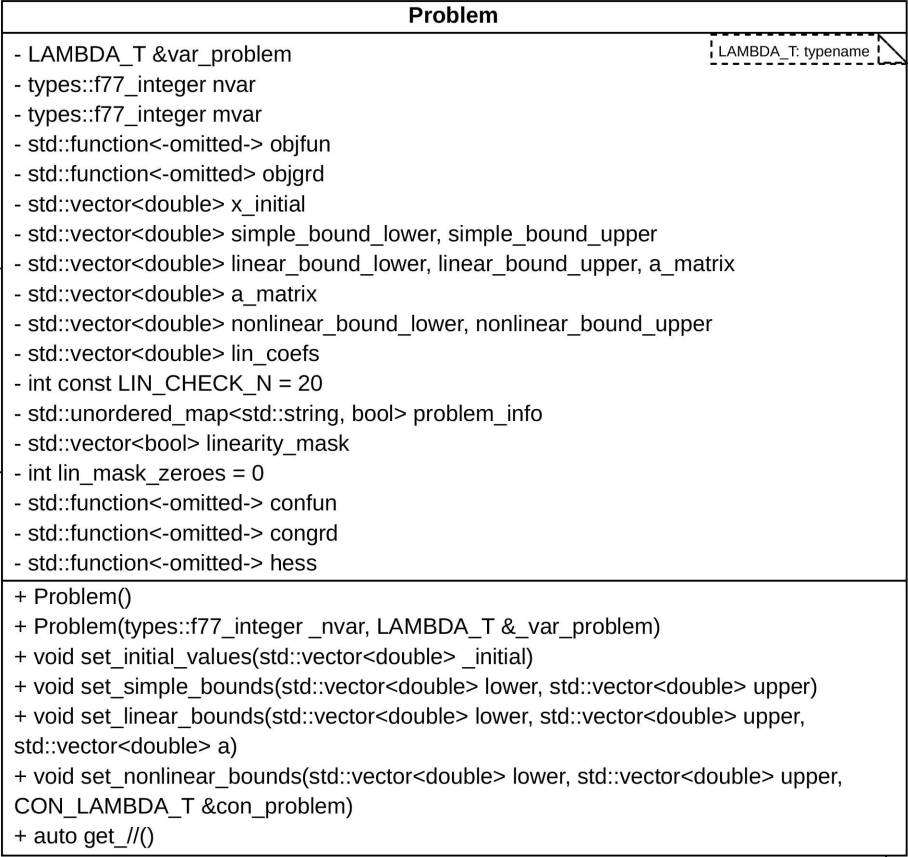 Problem
LAMBDA_T: typename
- LAMBDA_T &var_problem
- types::f77_integer nvar
- types::f77_integer mvar
- std::function<-omitted-> objfun
- std::function<-omitted> objgrd
- std::vector<double> x_initial
- std::vector<double> simple_bound_lower, simple_bound_upper
- std::vector<double> linear_bound_lower, linear_bound_upper, a_matrix
- std::vector<double> a_matrix
- std::vector<double> nonlinear_bound_lower, nonlinear_bound_upper
- std::vector<double> lin_coefs
- int const LIN_CHECK_N = 20
- std::unordered_map<std::string, bool> problem_info
- std::vector<bool> linearity_mask
- int lin_mask_zeroes = 0
- std::function<-omitted-> confun
- std::function<-omitted-> congrd
- std::function<-omitted-> hess
+ Problem()
+ Problem(types::f77_integer _nvar, LAMBDA_T &_var_problem)
+ void set_initial_values(std::vector<double> _initial)
+ void set_simple_bounds(std::vector<double> lower, std::vector<double> upper)
+ void set_linear_bounds(std::vector<double> lower, std::vector<double> upper,
std::vector<double> a)
+ void set_nonlinear_bounds(std::vector<double> lower, std::vector<double> upper,
CON_LAMBDA_T &con_problem)
+ auto get_//()